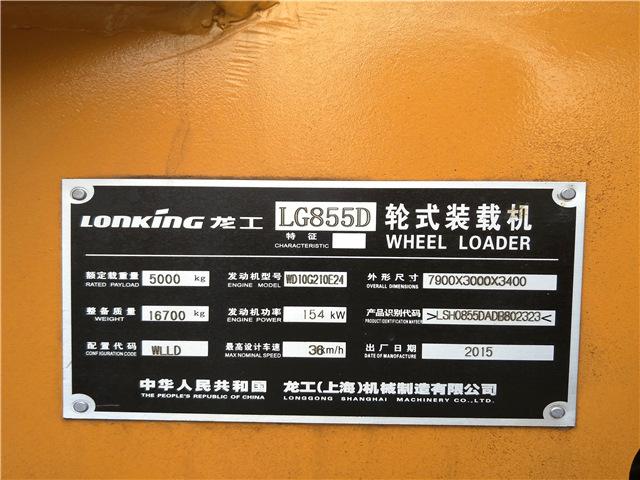 LONKING 龙工 LG855D 轮式装载机
特征
CHARACTERISTIC
WHEEL LOADER
额定载重量 5000 kg 发动机型号 WD10G210E24 外形尺寸 7900X3000X3400
RATED PAYLOAD ENGINE MODEL OVERALL DIMENSIONS
整备质量 16700 kg 发动机功率 154 kW 产品识别代码 >LSH0855DADB802323<
WEIGHT ENGINE POWER PRODUCT IDENTIFICATION
配置代码 WLLD 最高设计车速 36km/h 出厂日期 2015
CONFIGURATION CODE MAX NOMINAL SPEED DATE OF MANUFACTURE
中华人民共和国 龙工(上海)机械制造有限公司
THE PEOPLE'S REPUBLIC OF CHINA LONGGONG SHANGHAI MACHINERY CO.,LTD.